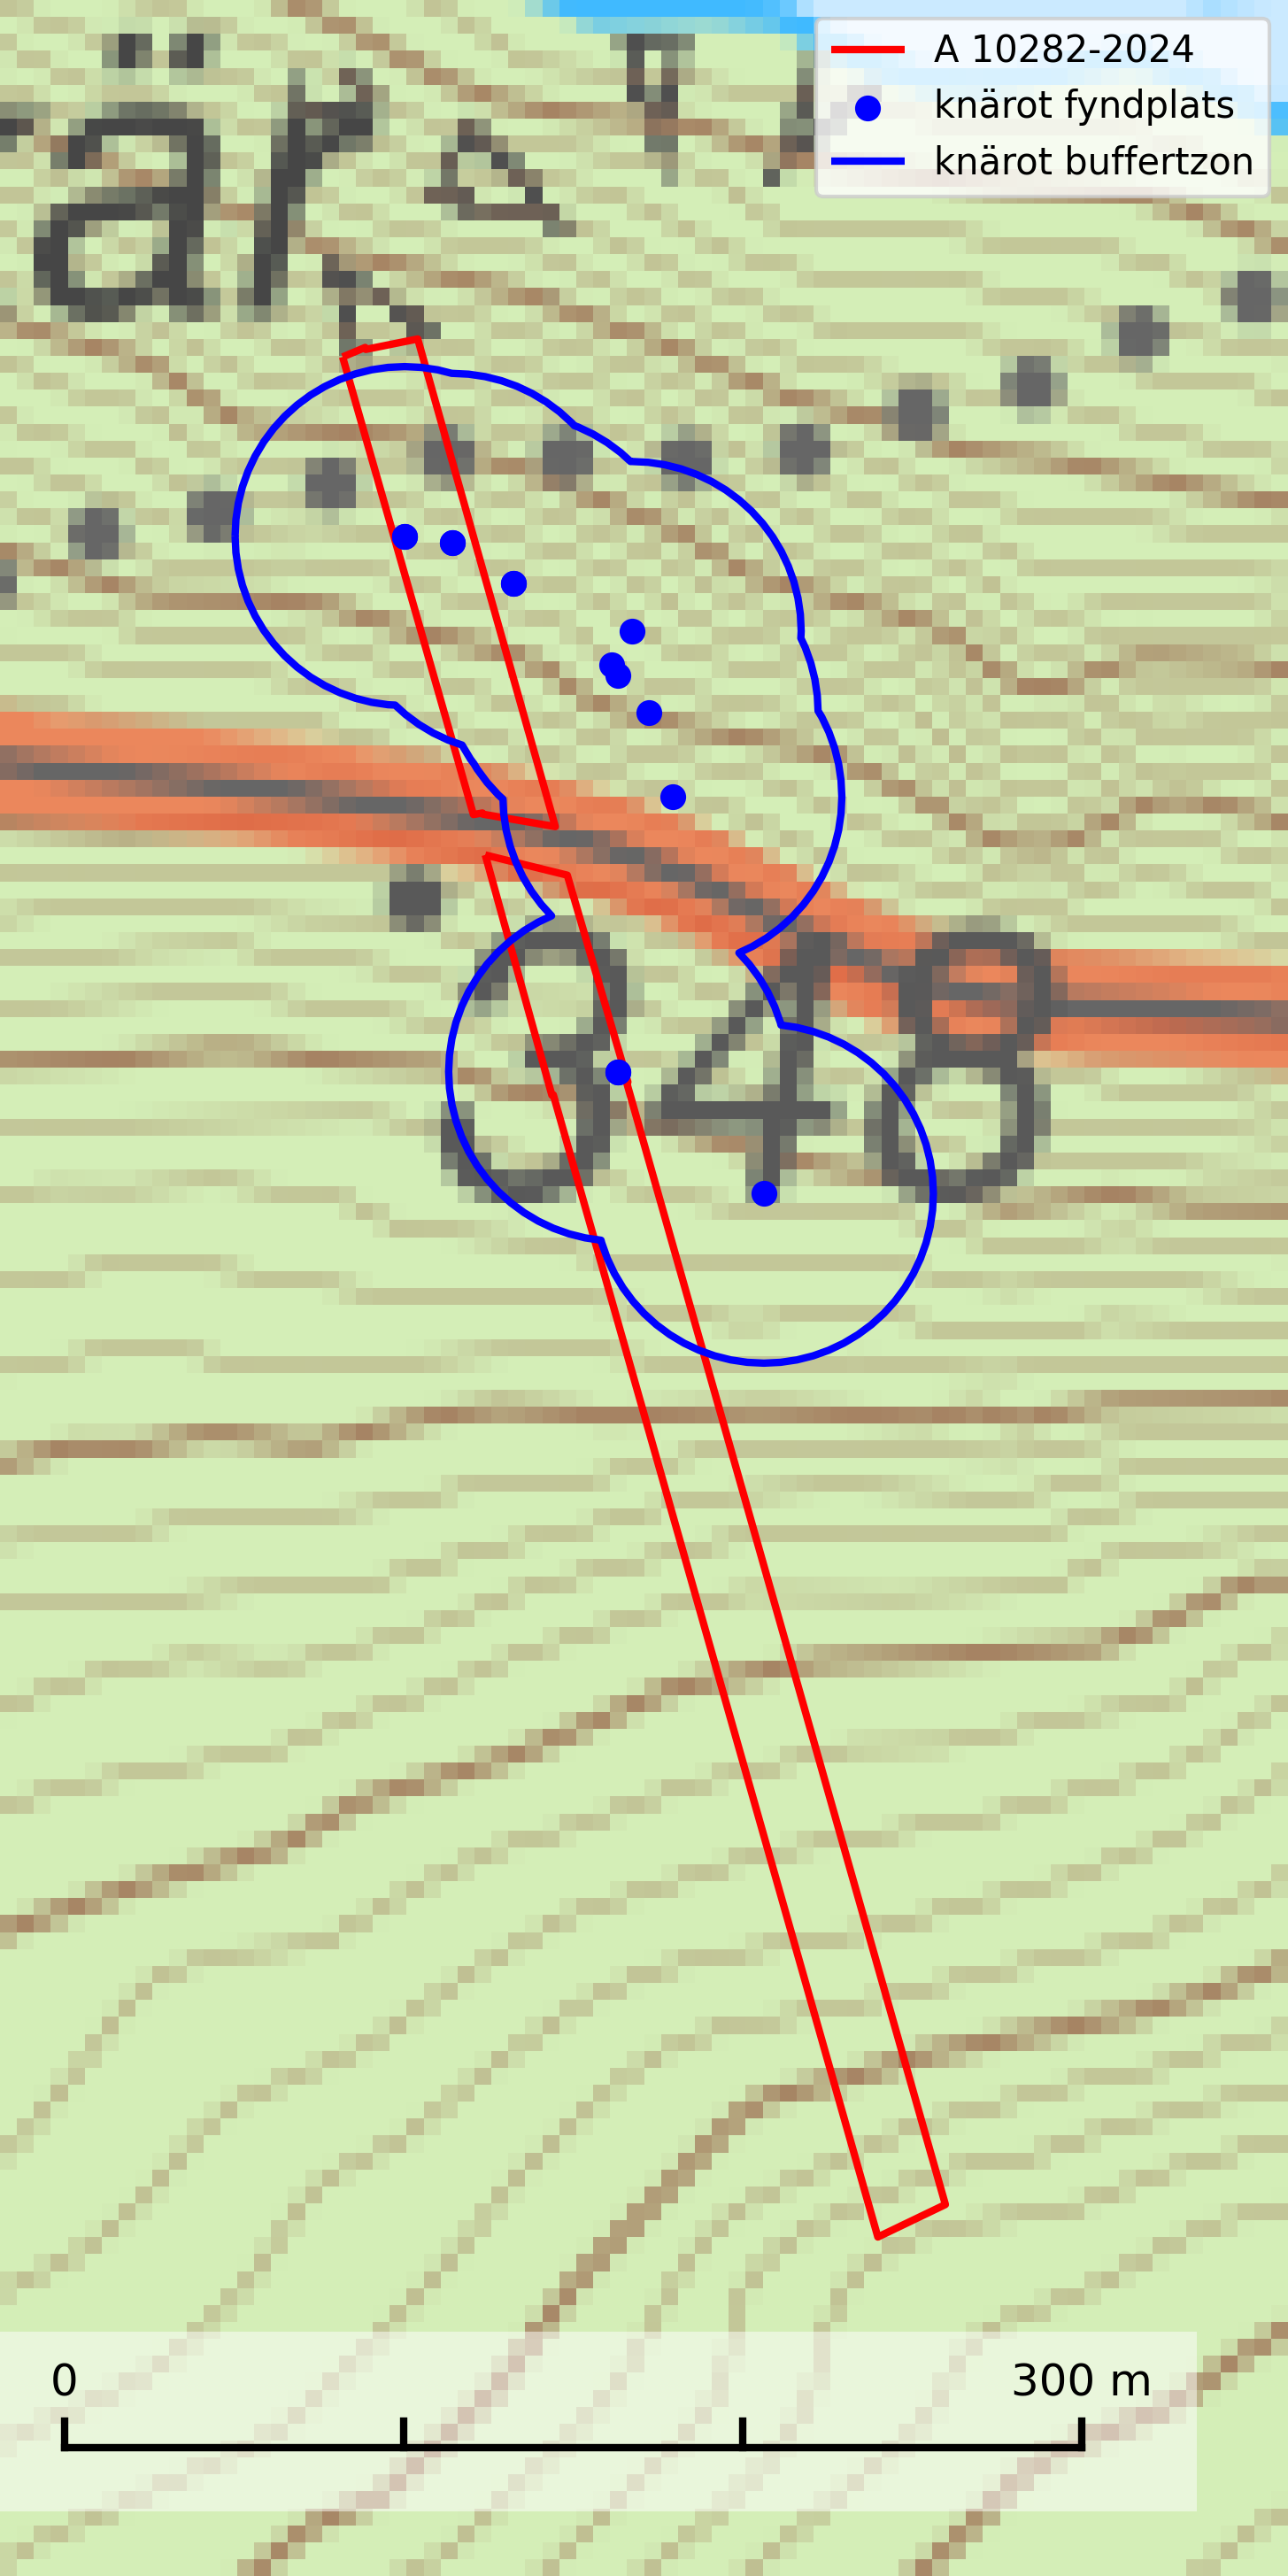 A 10282-2024
knärot fyndplats
knärot buffertzon
348
0 300 m